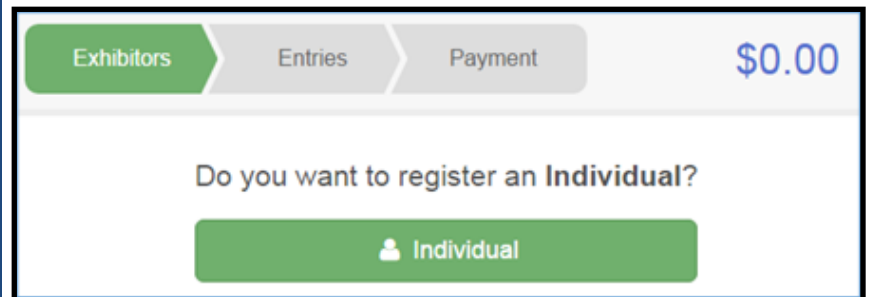 Exhibitors Entries Payment $0.00
Do you want to register an Individual?
Individual